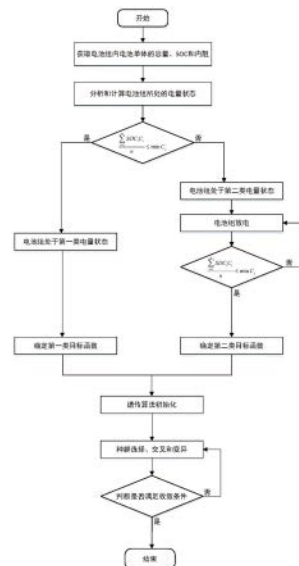 开始
获取电池组内电池单体的总量、SOC和内阻
分析和计算电池组所处的电量状态
是
否
电池组处于第二类电量状态
电池组放电
电池组处于第一类电量状态
否
是
确定第一类目标函数
确定第二类目标函数
遗传算法初始化
种群选择、交叉和变异
判断是否满足收敛条件
否
是
结束